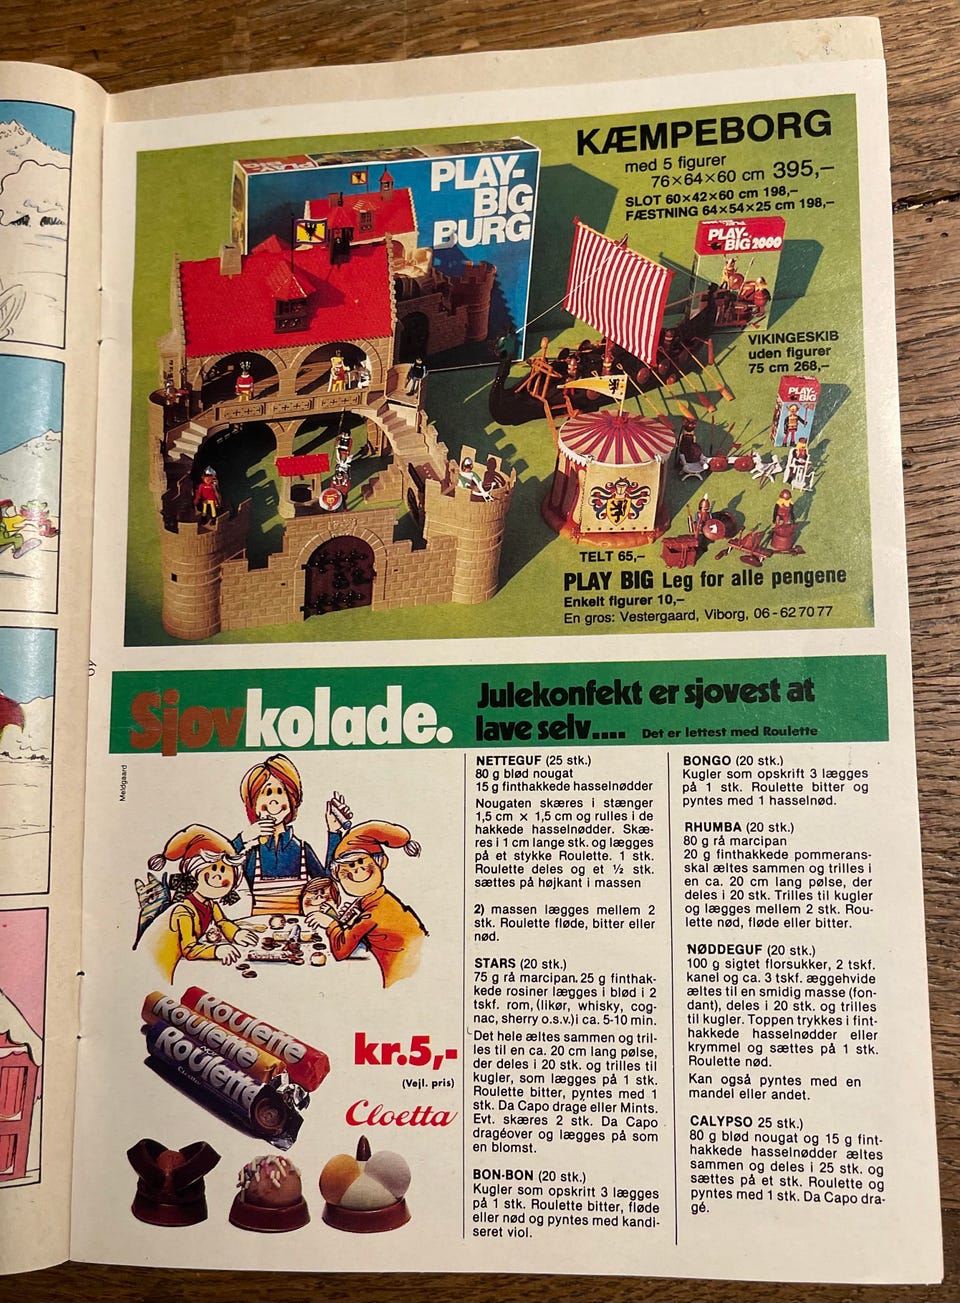 KÆMPEBORG
med 5 figurer
76×64×60 cm 395,–
SLOT 60×42×60 cm 198,–
FÆSTNING 64×54×25 cm 198,–
PLAY-
BIG
BURG
PLAY-
BIG 2000
VIKINGESKIB
uden figurer
75 cm 268,–
PLAY-
BIG
TELT 65,–
PLAY BIG Leg for alle pengene
Enkelt figurer 10,–
En gros: Vestergaard, Viborg, 06-62 70 77
40
Sjovkolade.
Julekonfekt er sjovest at
lave selv.... Det er lettest med Roulette
Meldgaard
Roulette
Roulette
Roulette
Cloetta
kr.5,-
(Vejl. pris)
Cloetta
NETTEGUF (25 stk.)
80 g blød nougat
15 g finthakkede hasselnødder
Nougaten skæres i stænger
1,5 cm × 1,5 cm og rulles i de
hakkede hasselnødder. Skæ-
res i 1 cm lange stk. og lægges
på et stykke Roulette. 1 stk.
Roulette deles og et ½ stk.
sættes på højkant i massen
2) massen lægges mellem 2
stk. Roulette fløde, bitter eller
nød.
STARS (20 stk.)
75 g rå marcipan. 25 g finthak-
kede rosiner lægges i blød i 2
tskf. rom, (likør, whisky, cog-
nac, sherry o.s.v.) i ca. 5-10 min.
Det hele æltes sammen og tril-
les til en ca. 20 cm lang pølse,
der deles i 20 stk. og trilles til
kugler, som lægges på 1 stk.
Roulette bitter, pyntes med 1
stk. Da Capo drage eller Mints.
Evt. skæres 2 stk. Da Capo
dragéover og lægges på som
en blomst.
BON-BON (20 stk.)
Kugler som opskritt 3 lægges
på 1 stk. Roulette bitter, fløde
eller nød og pyntes med kandi-
seret viol.
BONGO (20 stk.)
Kugler som opskrift 3 lægges
på 1 stk. Roulette bitter og
pyntes med 1 hasselnød.
RHUMBA (20 stk.)
80 g rå marcipan
20 g finthakkede pommerans-
skal æltes sammen og trilles i
en ca. 20 cm lang pølse, der
deles i 20 stk. Trilles til kugler
og lægges mellem 2 stk. Rou-
lette nød, fløde eller bitter.
NØDDEGUF (20 stk.)
100 g sigtet florsukker, 2 tskf.
kanel og ca. 3 tskf. æggehvide
æltes til en smidig masse (fon-
dant), deles i 20 stk. og trilles
til kugler. Toppen trykkes i fint-
hakkede hasselnødder eller
krymmel og sættes på 1 stk.
Roulette nød.
Kan også pyntes med en
mandel eller andet.
CALYPSO 25 stk.)
80 g blød nougat og 15 g fint-
hakkede hasselnødder æltes
sammen og deles i 25 stk. og
sættes på et stk. Roulette og
pyntes med 1 stk. Da Capo dra-
gé.